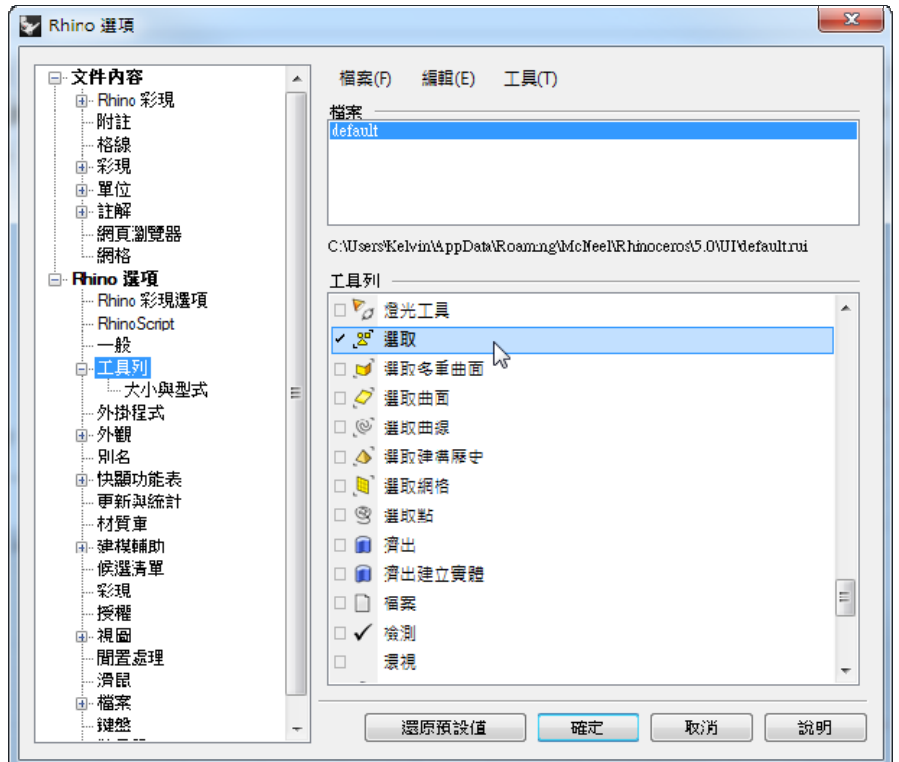 Rhino 選項
文件內容
Rhino 彩現
附註
格線
彩現
單位
註解
網頁瀏覽器
網格
Rhino 選項
Rhino 彩現選項
RhinoScript
一般
工具列
大小與型式
外掛程式
外觀
別名
快顯功能表
更新與統計
材質庫
建模輔助
候選清單
彩現
授權
視圖
閒置處理
滑鼠
檔案
鍵盤
檔案(F) 編輯(E) 工具(T)
檔案
default
C:\Users\Kelvin\AppData\Roaming\McNeel\Rhinoceros\5.0\UI\default.rui
工具列
燈光工具
選取
選取多重曲面
選取曲面
選取曲線
選取建構歷史
選取網格
選取點
擠出
擠出建立實體
檔案
檢測
環視
還原預設值 確定 取消 說明